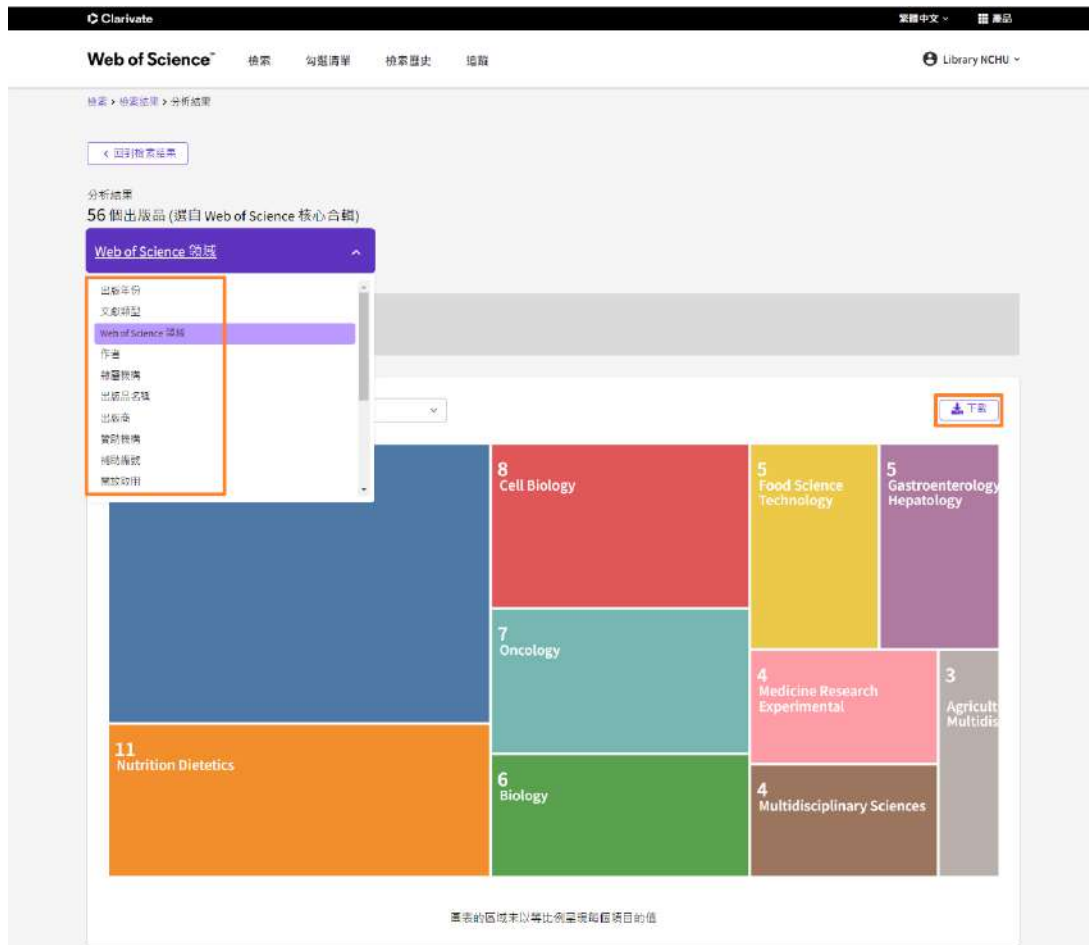 Clarivate
繁體中文
產品
Web of Science™
檢索
勾選清單
檢索歷史
追蹤
Library NCHU
檢索 > 檢索結果 > 分析結果
< 回到檢索結果
分析結果
56 個出版品 (選自 Web of Science 核心合輯)
Web of Science 領域
出版年份
文獻類型
Web of Science 領域
作者
隸屬機構
出版品名稱
出版商
贊助機構
補助編號
開放取用
下載
8
Cell Biology
5
Food Science
Technology
5
Gastroenterology
Hepatology
7
Oncology
4
Medicine Research
Experimental
3
Agricult
Multidis
11
Nutrition Dietetics
6
Biology
4
Multidisciplinary Sciences
圖表的區域未以等比例呈現每個項目的值